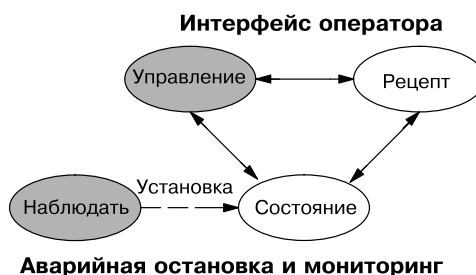 Интерфейс оператора
Управление
Рецепт
Установка
Наблюдать
Состояние
Аварийная остановка и мониторинг